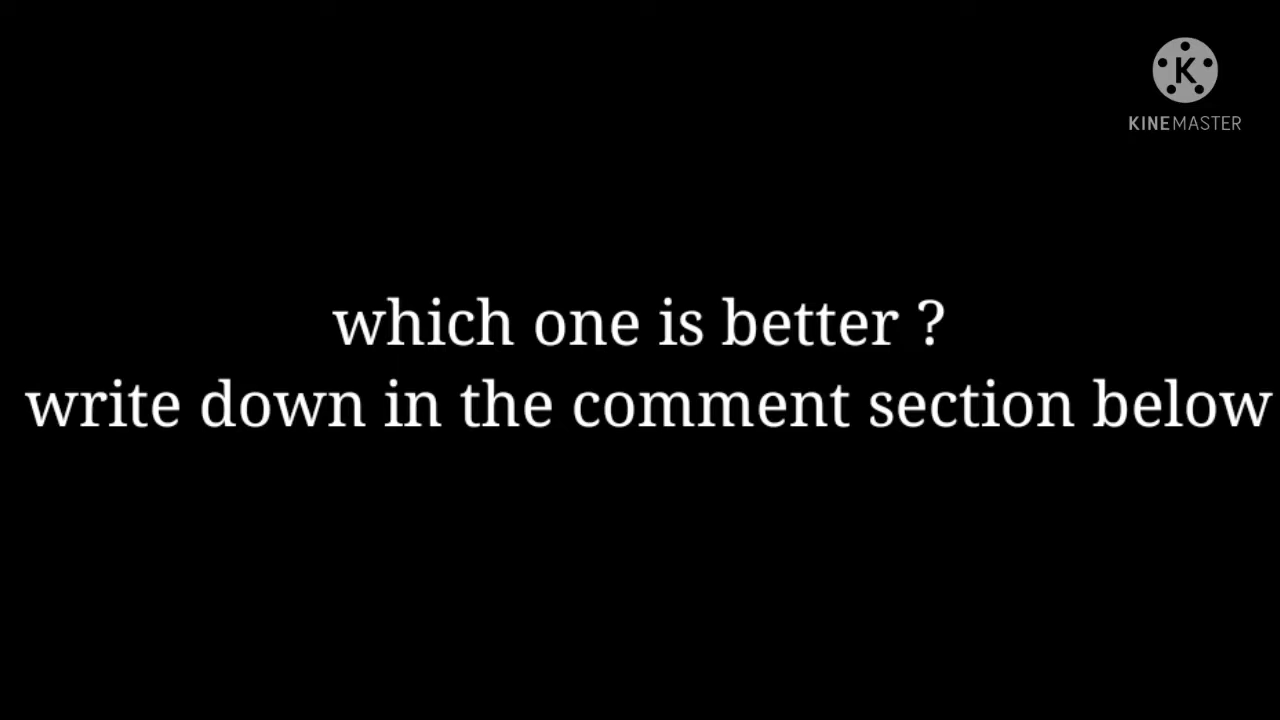 K
KINEMASTER
which one is better ?
write down in the comment section below